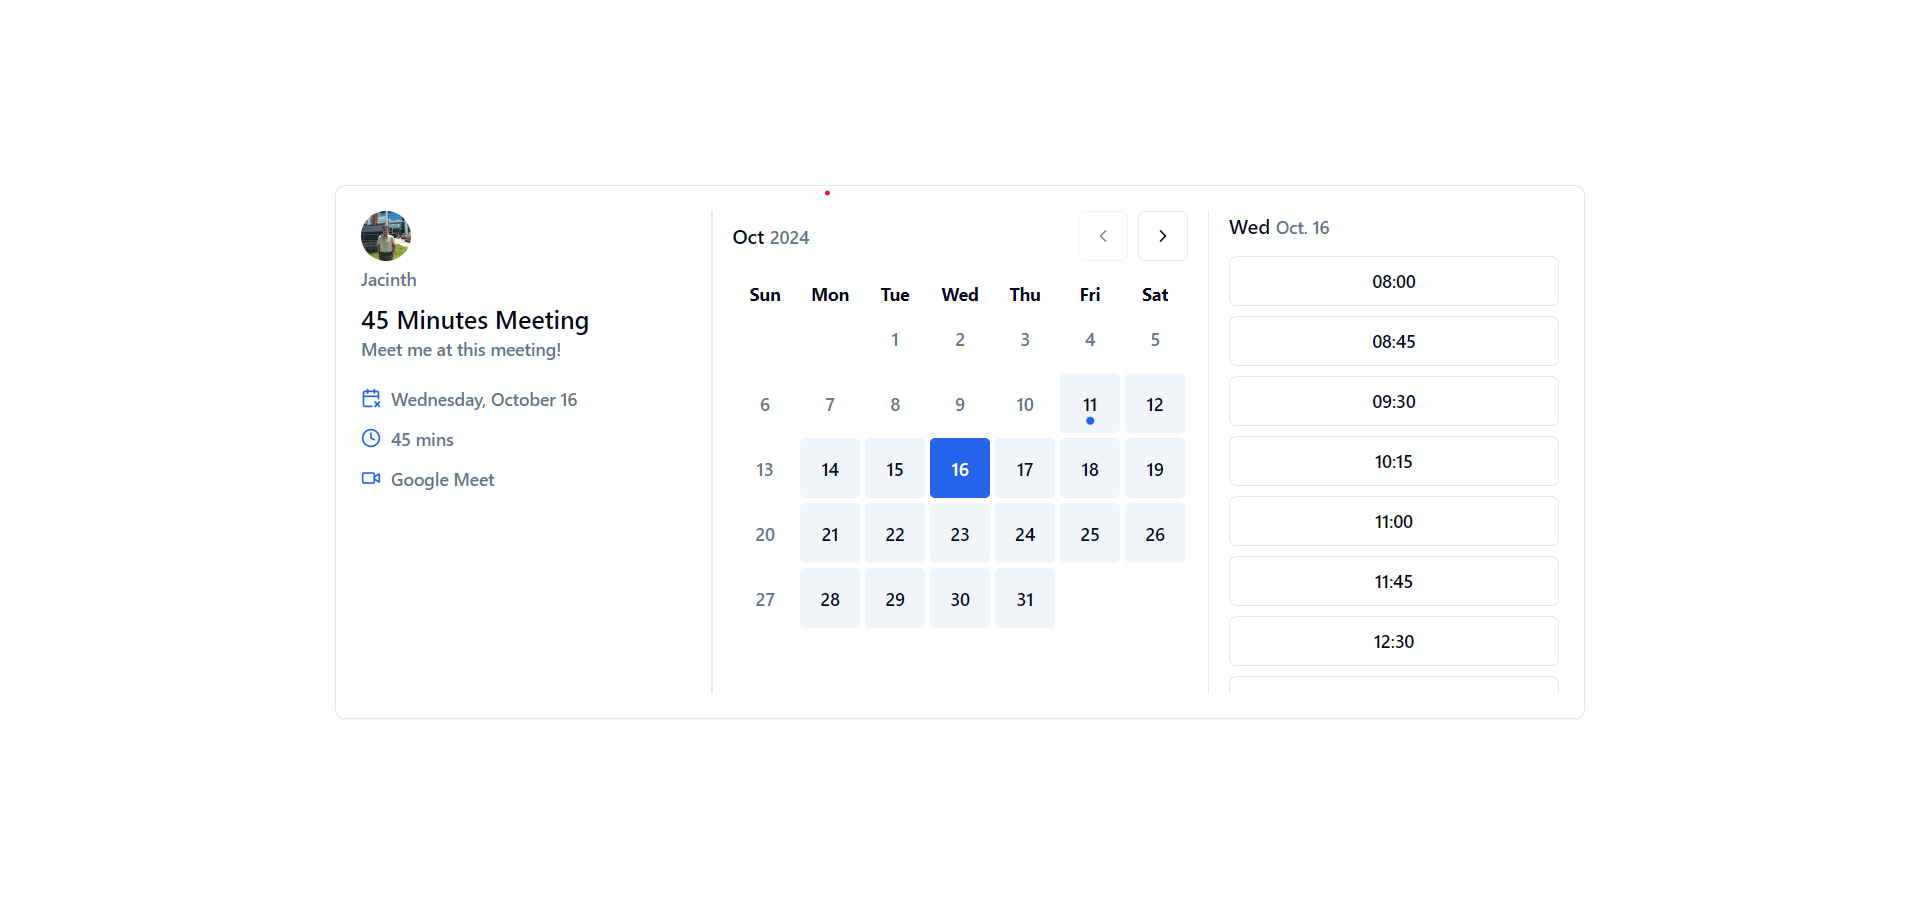 Jacinth
45 Minutes Meeting
Meet me at this meeting!
Wednesday, October 16
45 mins
Google Meet
Oct 2024
Sun Mon Tue Wed Thu Fri Sat
1 2 3 4 5
6 7 8 9 10 11 12
13 14 15 16 17 18 19
20 21 22 23 24 25 26
27 28 29 30 31
Wed Oct. 16
08:00
08:45
09:30
10:15
11:00
11:45
12:30